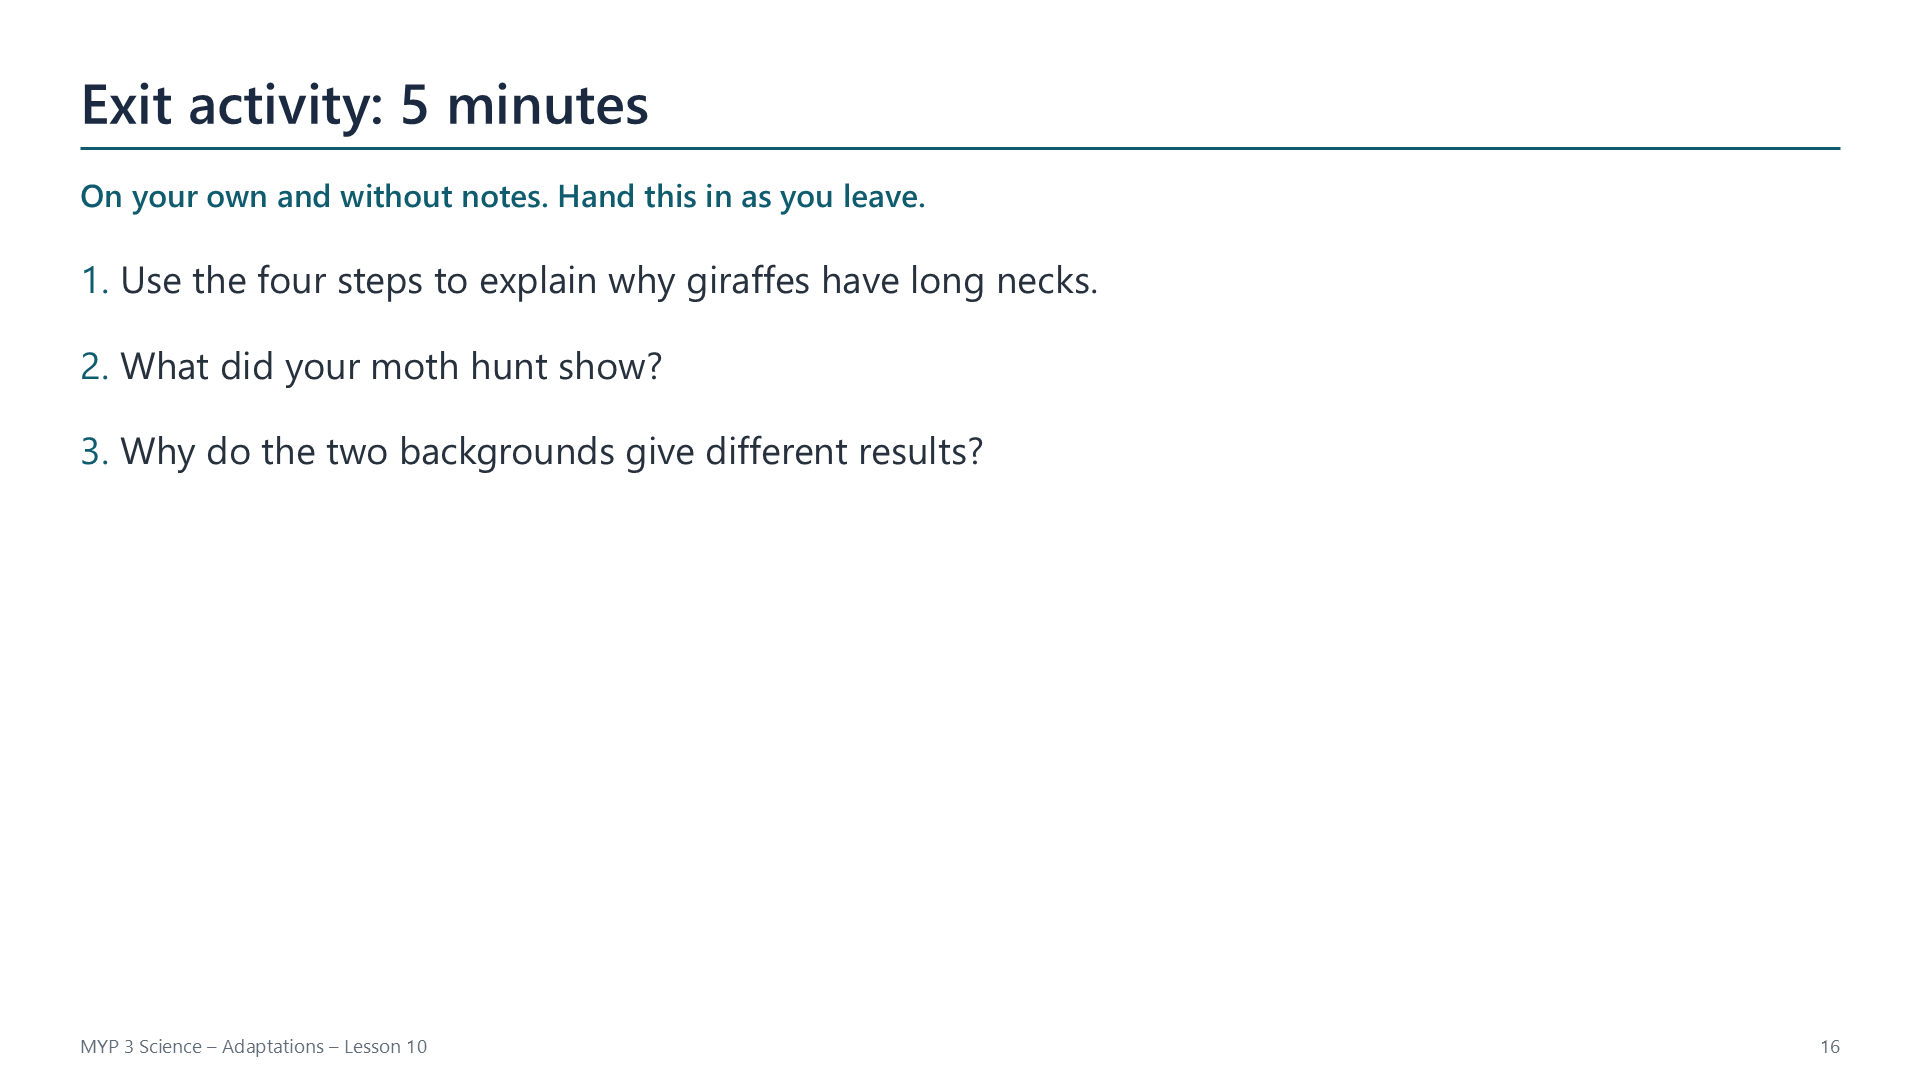 Exit activity: 5 minutes
On your own and without notes. Hand this in as you leave.
1. Use the four steps to explain why giraffes have long necks.
2. What did your moth hunt show?
3. Why do the two backgrounds give different results?
MYP 3 Science – Adaptations – Lesson 10
16